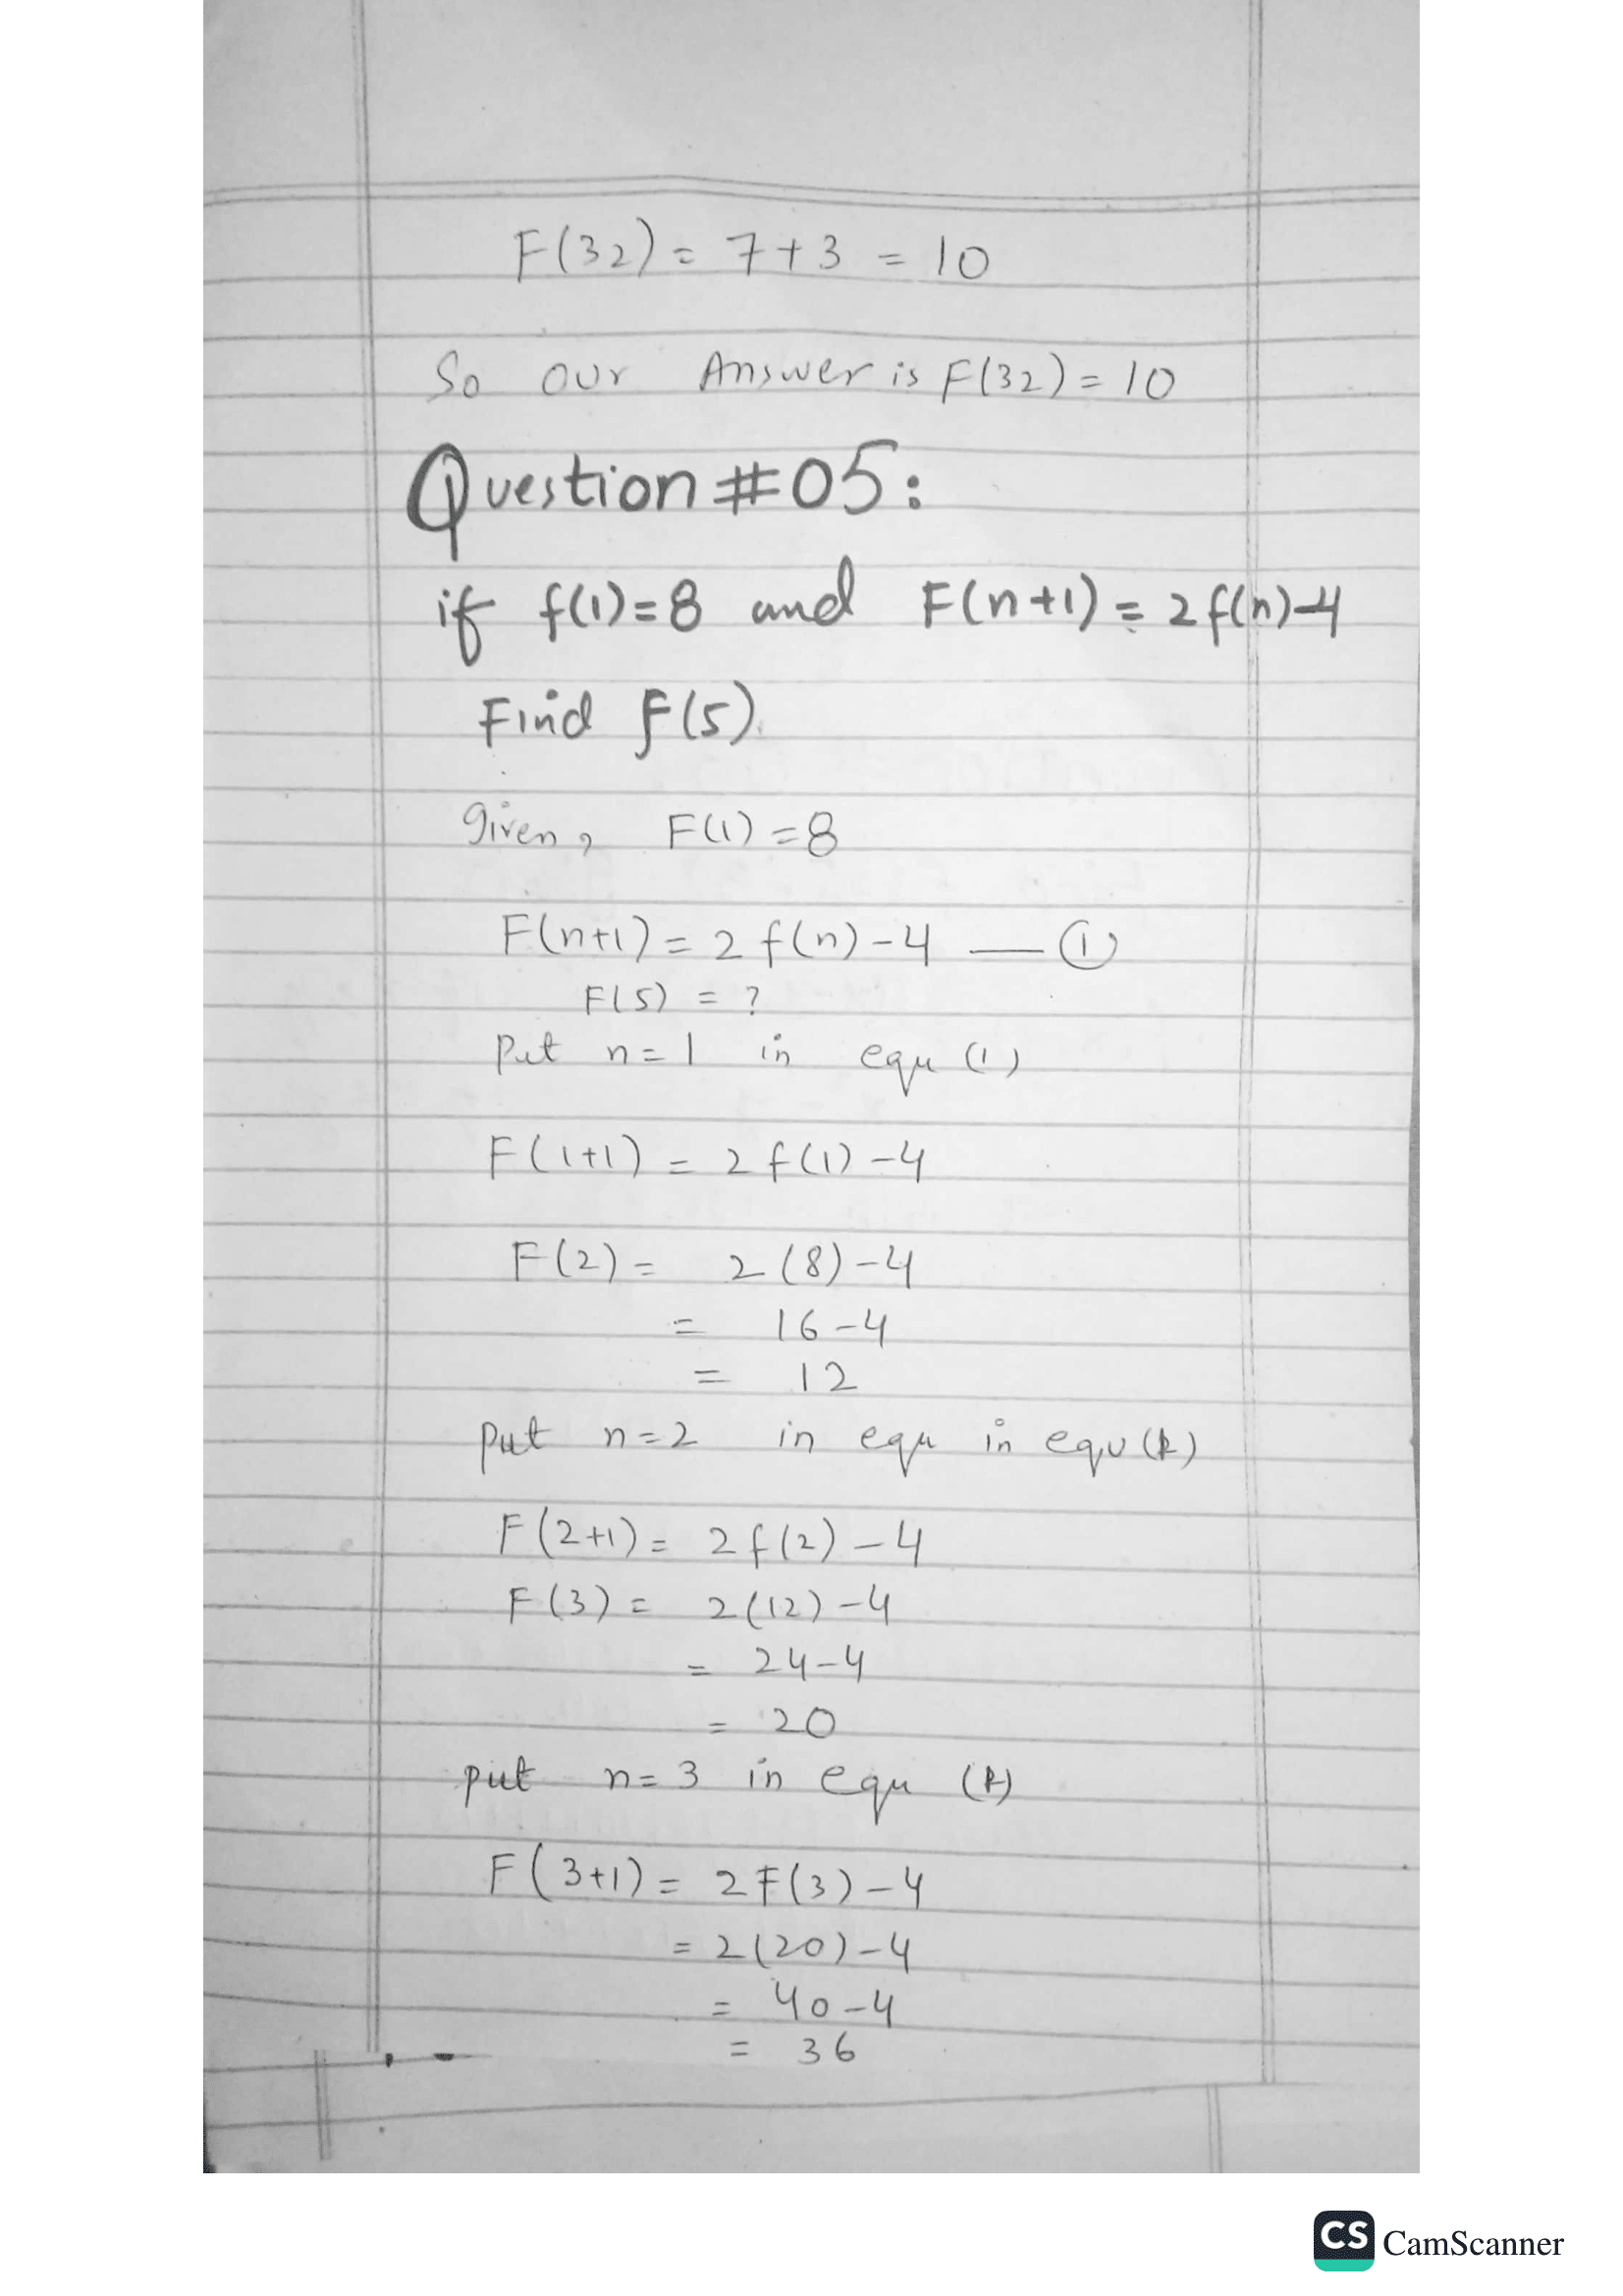 F(32) = 7+3 = 10
So our Answer is F(32) = 10
Question #05:
if f(1)=8 and F(n+1) = 2f(n)-4
Find F(5).
Given, F(1) = 8
F(n+1) = 2 f(n) - 4 — ①
F(5) = ?
Put n=1 in equ (1)
F(1+1) = 2 f(1) - 4
F(2) = 2(8)-4
= 16-4
= 12
Put n=2 in equ in equ()
F(2+1) = 2f(2) - 4
F(3) = 2(12)-4
= 24-4
= 20
put n=3 in equ ()
F(3+1) = 2F(3)-4
= 2(20)-4
= 40-4
= 36
CS CamScanner